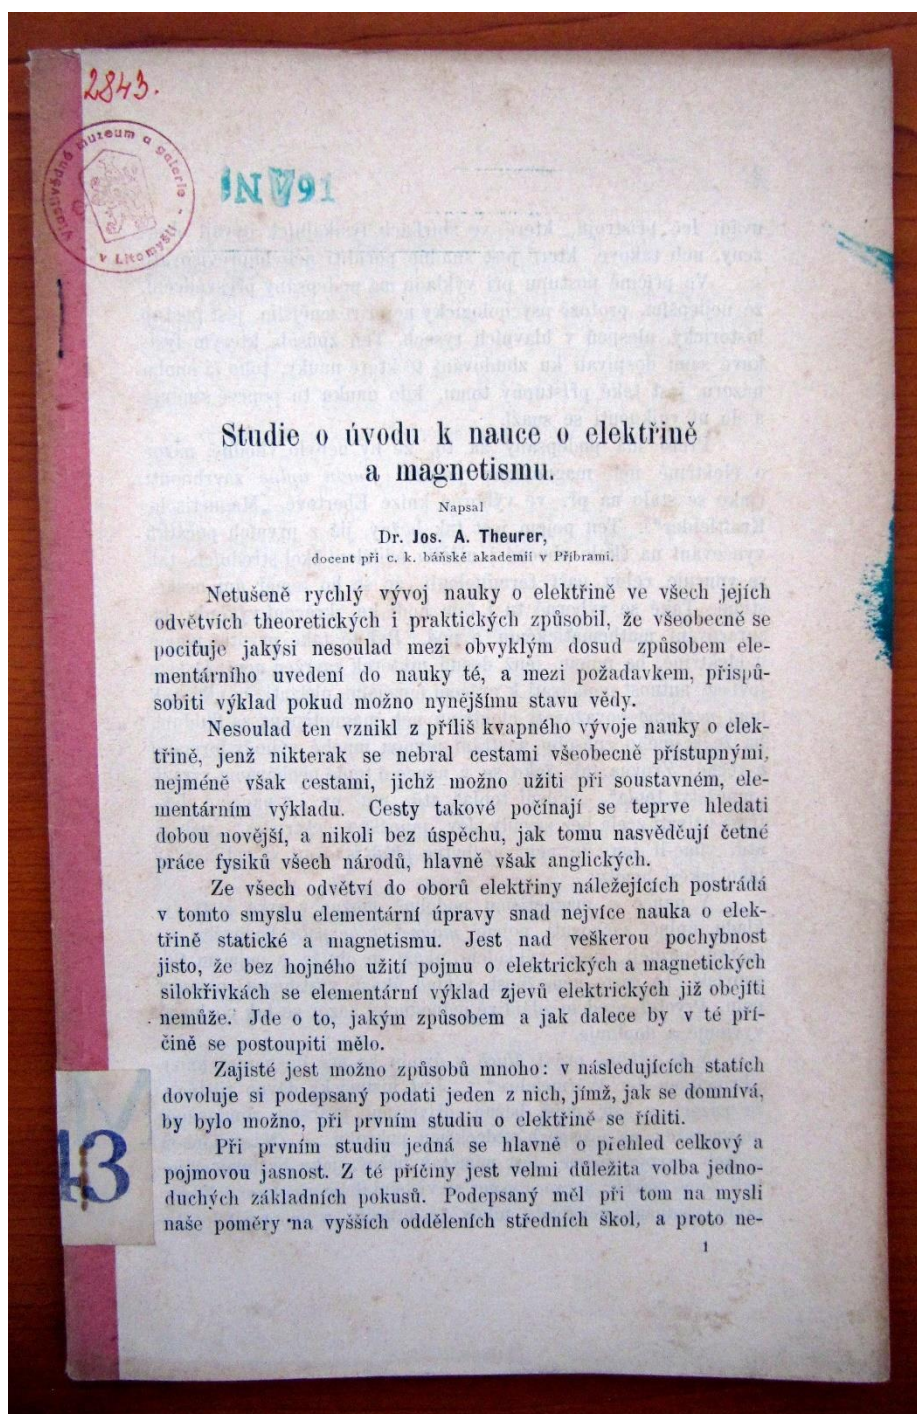 2843.
Vlastivědné muzeum a galerie
v Litomyšli
Studie o úvodu k nauce o elektřině
a magnetismu.
Napsal
Dr. Jos. A. Theurer,
docent při c. k. báňské akademii v Příbrami.
Netušeně rychlý vývoj nauky o elektřině ve všech jejích
odvětvích theoretických i praktických způsobil, že všeobecně se
pociťuje jakýsi nesoulad mezi obvyklým dosud způsobem ele-
mentárního uvedení do nauky té, a mezi požadavkem, přispů-
sobiti výklad pokud možno nynějšímu stavu vědy.
Nesoulad ten vznikl z příliš kvapného vývoje nauky o elek-
třině, jenž nikterak se nebral cestami všeobecně přístupnými,
nejméně však cestami, jichž možno užiti při soustavném, ele-
mentárním výkladu. Cesty takové počínají se teprve hledati
dobou novější, a nikoli bez úspěchu, jak tomu nasvědčují četné
práce fysiků všech národů, hlavně však anglických.
Ze všech odvětví do oborů elektřiny náležejících postrádá
v tomto smyslu elementární úpravy snad nejvíce nauka o elek-
třině statické a magnetismu. Jest nad veškerou pochybnost
jisto, že bez hojného užití pojmu o elektrických a magnetických
silokřivkách se elementární výklad zjevů elektrických již obejíti
nemůže. Jde o to, jakým způsobem a jak dalece by v té pří-
čině se postoupiti mělo.
Zajisté jest možno způsobů mnoho: v následujících statích
dovoluje si podepsaný podati jeden z nich, jímž, jak se domnívá,
by bylo možno, při prvním studiu o elektřině se říditi.
Při prvním studiu jedná se hlavně o přehled celkový a
pojmovou jasnost. Z té příčiny jest velmi důležita volba jedno-
duchých základních pokusů. Podepsaný měl při tom na mysli
naše poměry na vyšších odděleních středních škol, a proto ne-
1
43